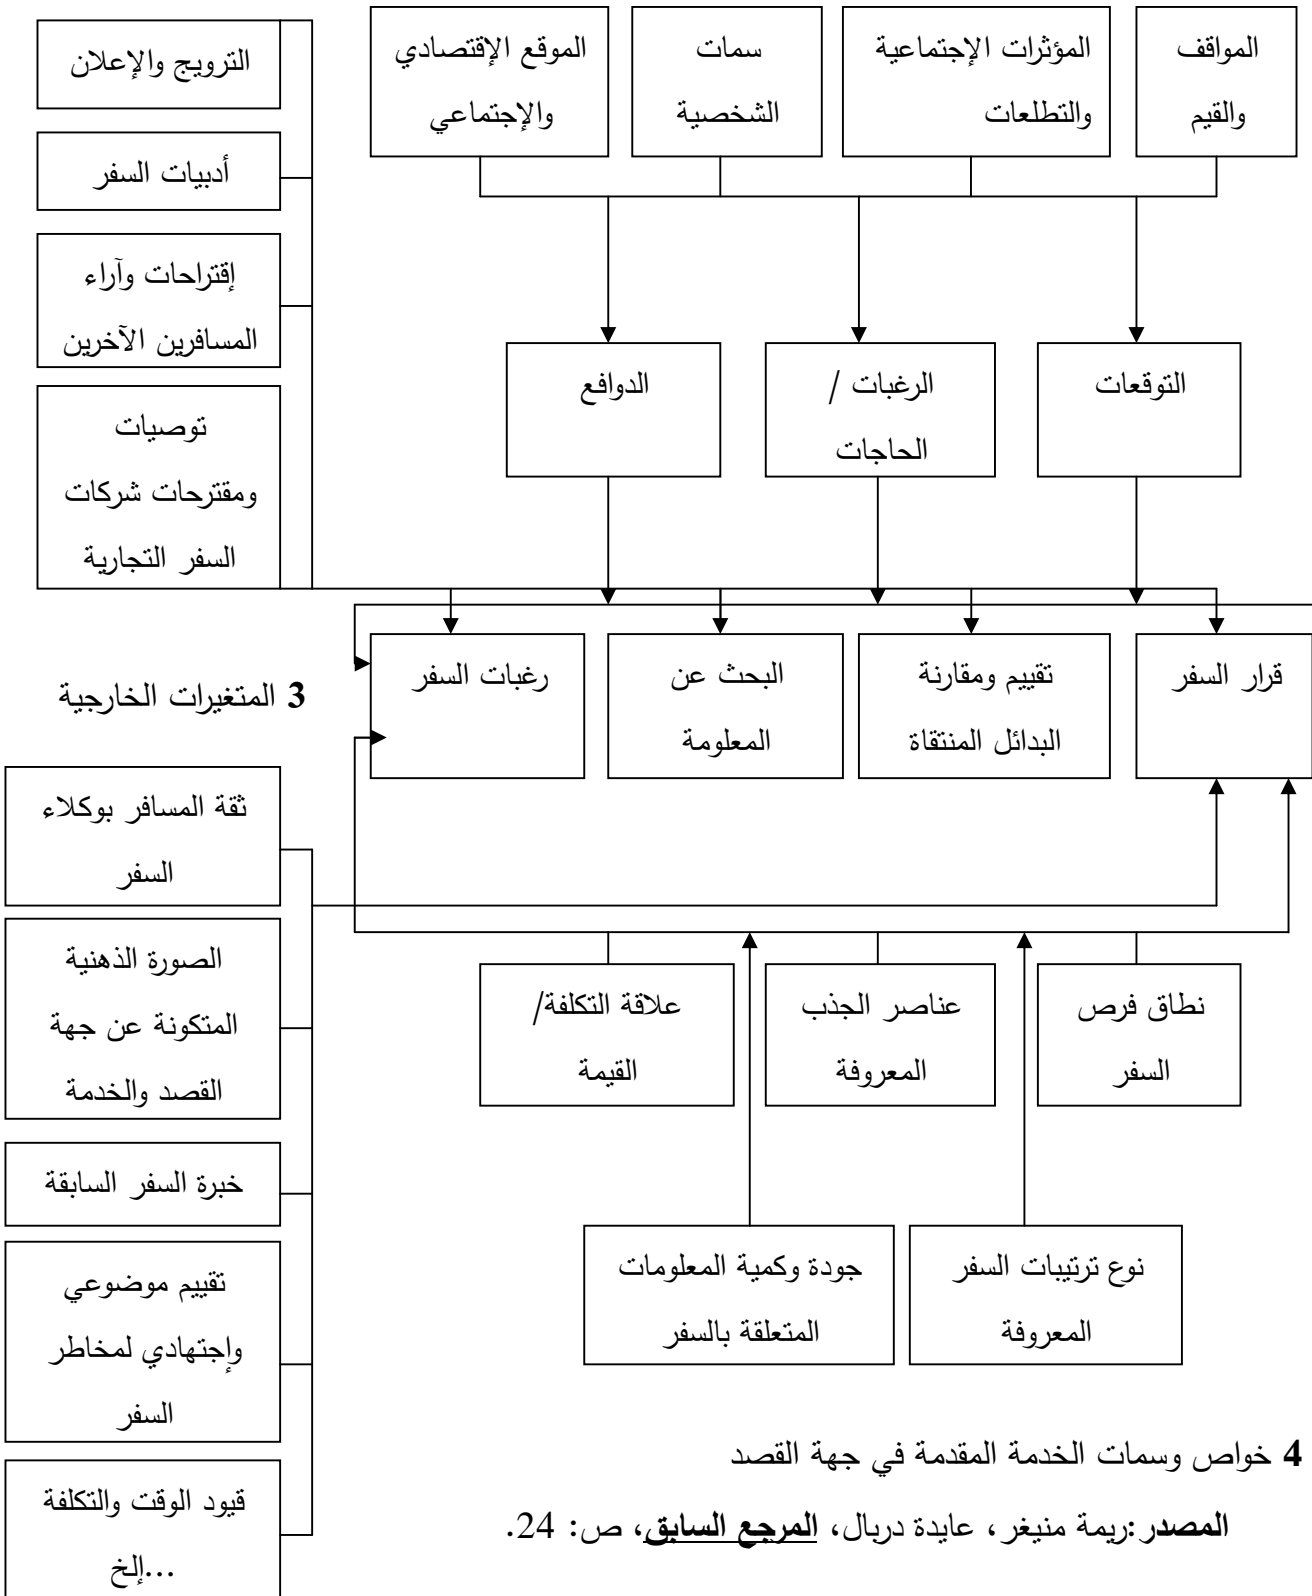 المواقف
والقيم
المؤثرات الإجتماعية
والتطلعات
سمات
الشخصية
الموقع الإقتصادي
والإجتماعي
الترويج والإعلان
أدبيات السفر
إقتراحات وآراء
المسافرين الآخرين
توصيات
ومقترحات شركات
السفر التجارية
التوقعات
الرغبات /
الحاجات
الدوافع
قرار السفر
تقييم ومقارنة
البدائل المنتقاة
البحث عن
المعلومة
رغبات السفر
3 المتغيرات الخارجية
ثقة المسافر بوكلاء
السفر
الصورة الذهنية
المتكونة عن جهة
القصد والخدمة
خبرة السفر السابقة
تقييم موضوعي
وإجتهادي لمخاطر
السفر
قيود الوقت والتكلفة
...إلخ
نطاق فرص
السفر
عناصر الجذب
المعروفة
علاقة التكلفة/
القيمة
نوع ترتيبات السفر
المعروفة
جودة وكمية المعلومات
المتعلقة بالسفر
4 خواص وسمات الخدمة المقدمة في جهة القصد
المصدر :ريمة منيغر، عايدة دربال، المرجع السابق، ص: 24.